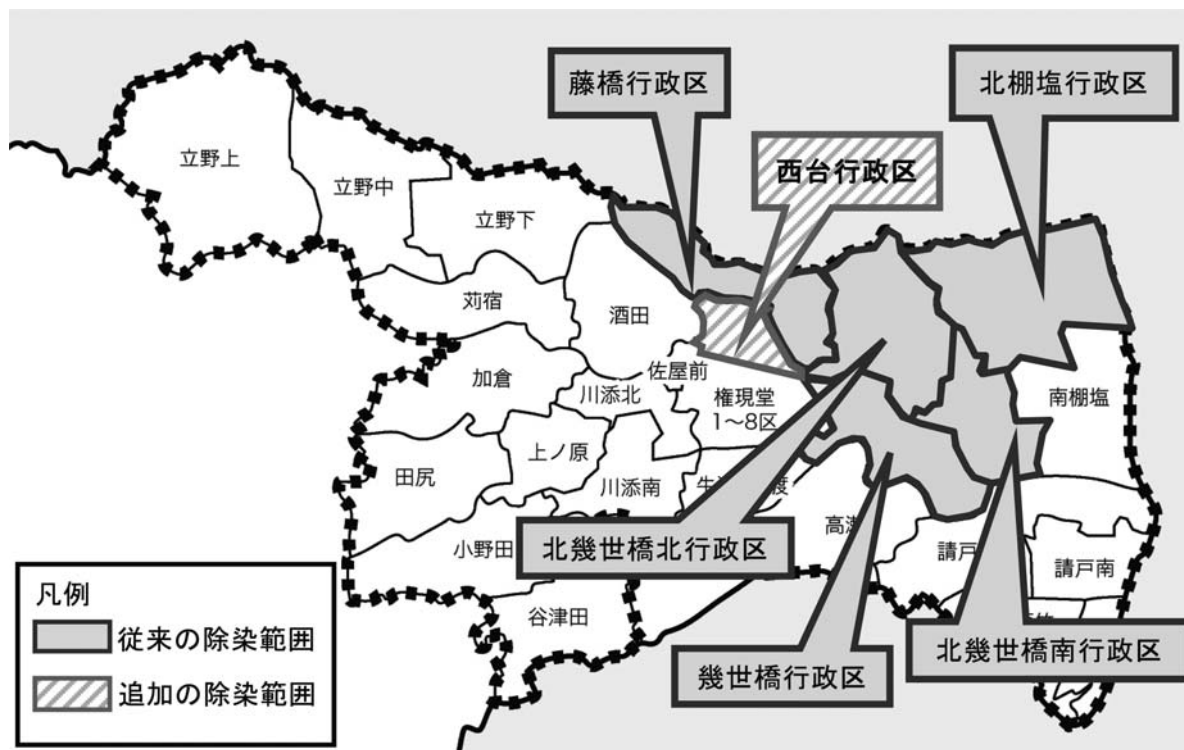 藤橋行政区
北棚塩行政区
西台行政区
立野上
立野中
立野下
苅宿
酒田
加倉
佐屋前
川添北
権現堂
1〜8区
南棚塩
田尻
上ノ原
川添南
小野田
北幾世橋北行政区
請戸南
谷津田
幾世橋行政区
北幾世橋南行政区
凡例
従来の除染範囲
追加の除染範囲